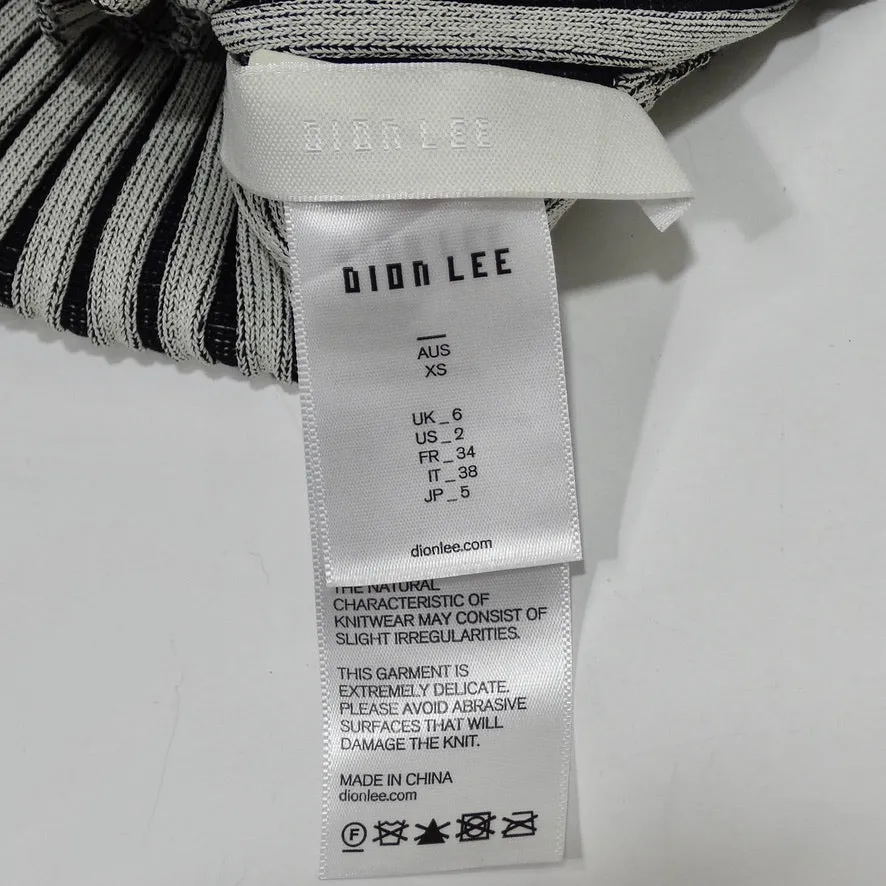 DION LEE
DION LEE
AUS
XS
UK_6
US_2
FR_34
IT_38
JP_5
dionlee.com
THE NATURAL
CHARACTERISTIC OF
KNITWEAR MAY CONSIST OF
SLIGHT IRREGULARITIES.
THIS GARMENT IS
EXTREMELY DELICATE.
PLEASE AVOID ABRASIVE
SURFACES THAT WILL
DAMAGE THE KNIT.
MADE IN CHINA
dionlee.com
F